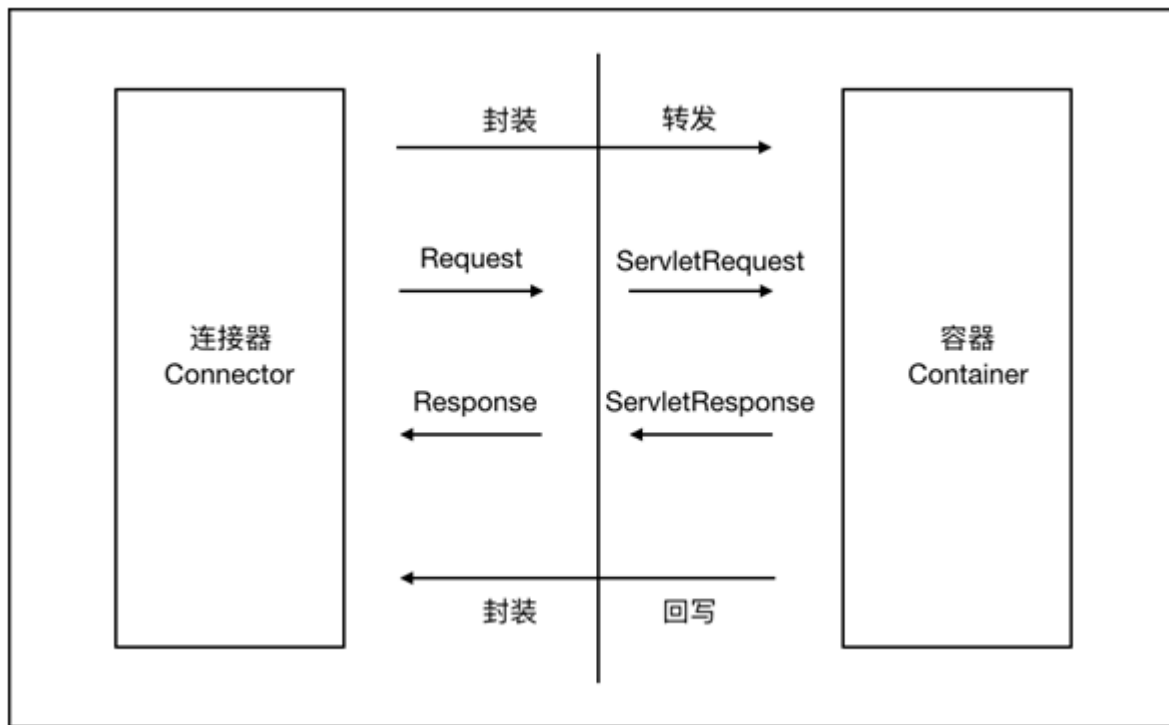 封装 转发
Request ServletRequest
连接器 容器
Connector Container
Response ServletResponse
封装 回写